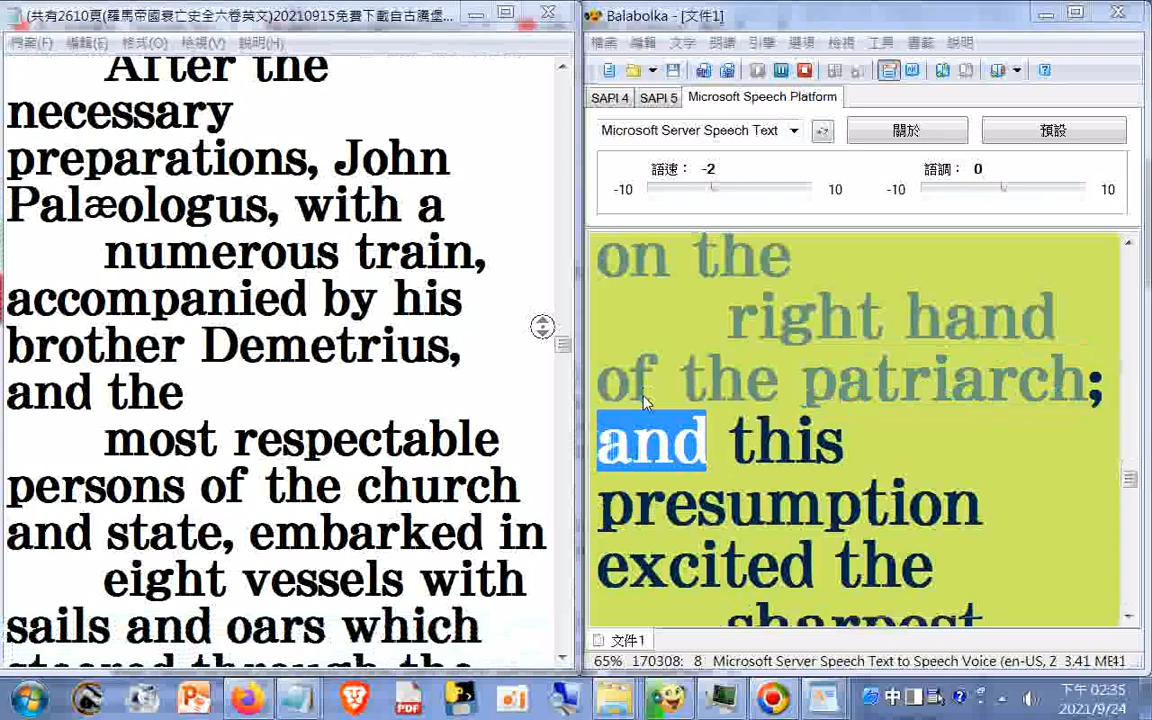 (共有2610頁(羅馬帝國衰亡史全六卷英文)20210915免費下載自古騰堡...
檔案(F) 編輯(E) 格式(O) 檢視(V) 說明(H)
After the
necessary
preparations, John
Palæologus, with a
numerous train,
accompanied by his
brother Demetrius,
and the
most respectable
persons of the church
and state, embarked in
eight vessels with
sails and oars which
steered through the
Balabolka - [文件1]
檔案 編輯 文字 朗讀 引擎 選項 檢視 工具 書籤 說明
SAPI 4 SAPI 5 Microsoft Speech Platform
Microsoft Server Speech Text
關於
預設
語速： -2
語調： 0
-10 10 -10 10
on the
right hand
of the patriarch;
and this
presumption
excited the
sharpest
文件1
65% 170308: 8 Microsoft Server Speech Text to Speech Voice (en-US, Z 3.41 ME41
中
下午 02:35
2021/9/24